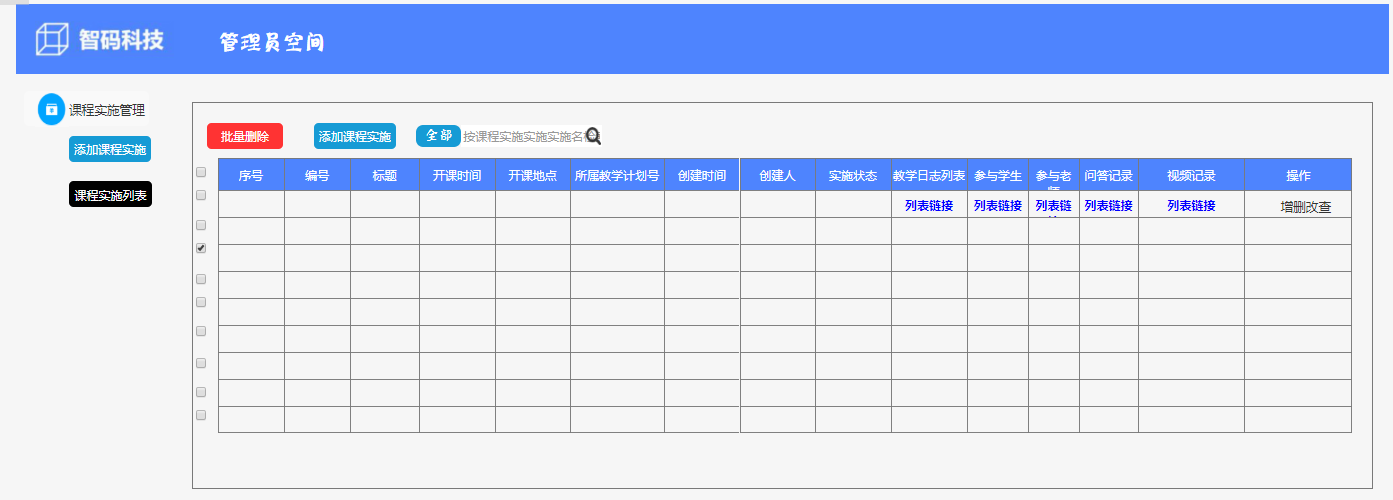 智码科技
管理员空间
课程实施管理
添加课程实施
课程实施列表
批量删除 添加课程实施 全部 按课程实施实施实施名
序号 编号 标题 开课时间 开课地点 所属教学计划号 创建时间 创建人 实施状态 教学日志列表 参与学生 参与老师 问答记录 视频记录 操作
列表链接 列表链接 列表链 列表链接 列表链接 增删改查